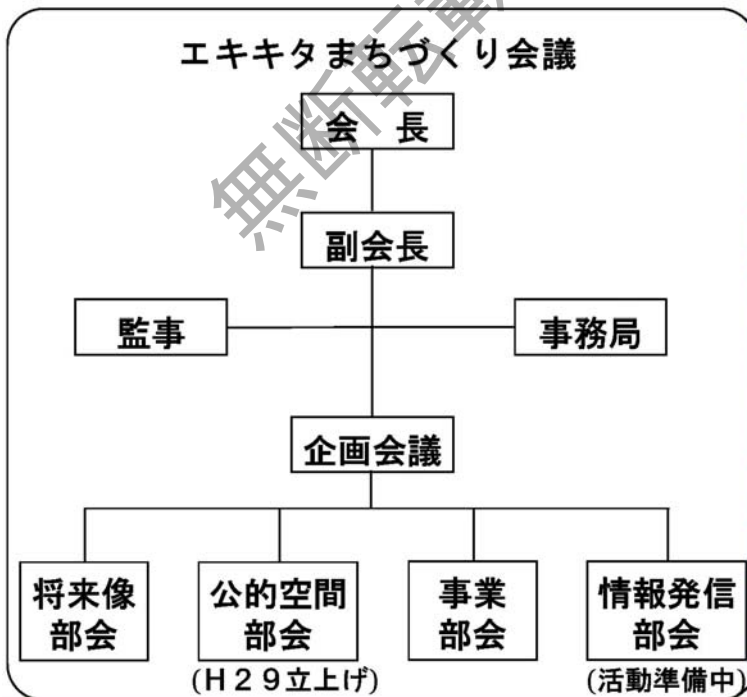 エキキタまちづくり会議
会　長
副会長
監事
事務局
企画会議
将来像
部会
公的空間
部会
(Ｈ２９立上げ)
事業
部会
情報発信
部会
(活動準備中)
無断転